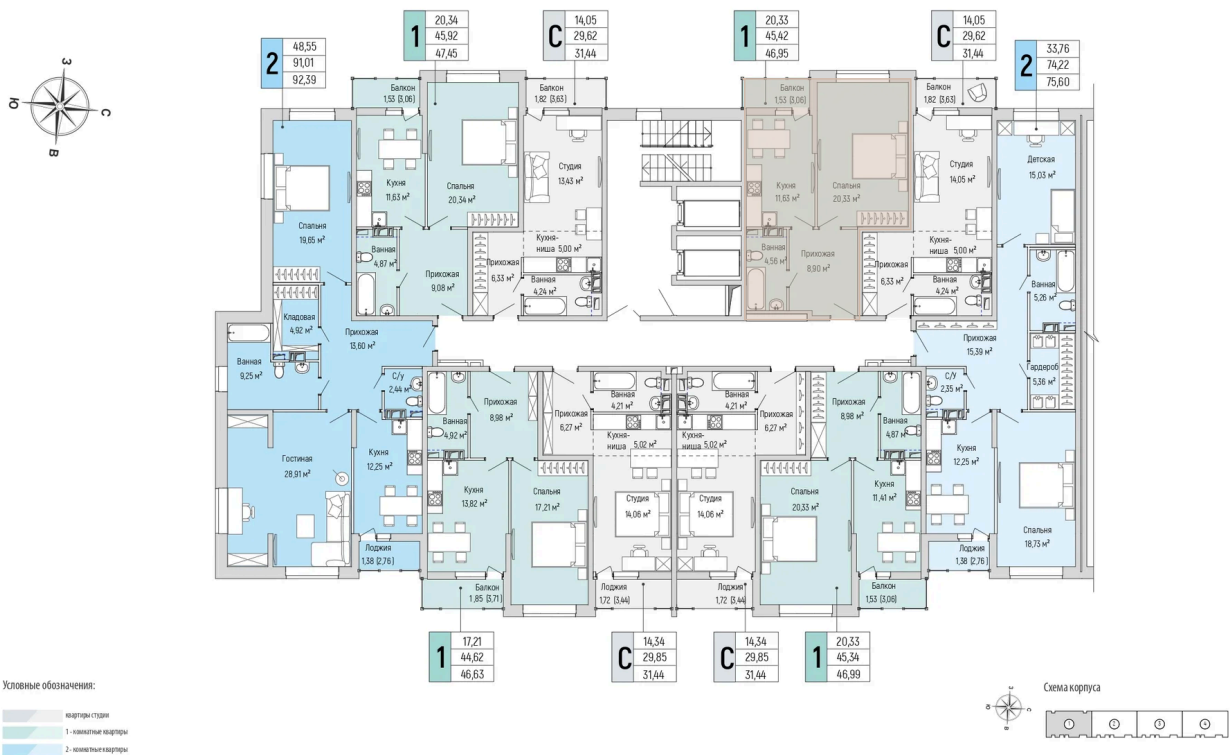 2
48,55
91,01
92,39
1
20,34
45,92
47,45
С
14,05
29,62
31,44
1
20,33
45,42
46,95
С
14,05
29,62
31,44
2
33,76
74,22
75,60
З
Ю
С
В
Балкон
1,53 (3,06)
Балкон
1,82 (3,63)
Балкон
1,53 (3,06)
Балкон
1,82 (3,63)
Спальня
19,65 м²
Кухня
11,63 м²
Спальня
20,34 м²
Студия
13,43 м²
Кухня
11,63 м²
Спальня
20,33 м²
Студия
14,05 м²
Детская
15,03 м²
Ванная
4,87 м²
Прихожая
9,08 м²
Прихожая
6,33 м²
Кухня-
ниша 5,00 м²
Ванная
4,24 м²
Ванная
4,56 м²
Прихожая
8,90 м²
Прихожая
6,33 м²
Кухня-
ниша 5,00 м²
Ванная
4,24 м²
Ванная
5,26 м²
Кладовая
4,92 м²
Прихожая
13,60 м²
Ванная
9,25 м²
С/у
2,44 м²
Прихожая
15,39 м²
Гардероб
5,36 м²
С/у
2,35 м²
Гостиная
28,91 м²
Кухня
12,25 м²
Лоджия
1,38 (2,76)
Ванная
4,92 м²
Прихожая
8,98 м²
Кухня
13,82 м²
Спальня
17,21 м²
Балкон
1,85 (3,71)
Прихожая
6,27 м²
Ванная
4,21 м²
Кухня-
ниша 5,02 м²
Студия
14,06 м²
Лоджия
1,72 (3,44)
Ванная
4,21 м²
Прихожая
6,27 м²
Кухня-
ниша 5,02 м²
Студия
14,06 м²
Лоджия
1,72 (3,44)
Прихожая
8,98 м²
Ванная
4,87 м²
Спальня
20,33 м²
Кухня
11,41 м²
Балкон
1,53 (3,06)
Кухня
12,25 м²
Лоджия
1,38 (2,76)
Спальня
18,73 м²
1
17,21
44,62
46,63
С
14,34
29,85
31,44
С
14,34
29,85
31,44
1
20,33
45,34
46,99
Условные обозначения:
квартиры студии
1 - комнатные квартиры
2 - комнатные квартиры
Схема корпуса
З
Ю
С
В
1
2
3
4